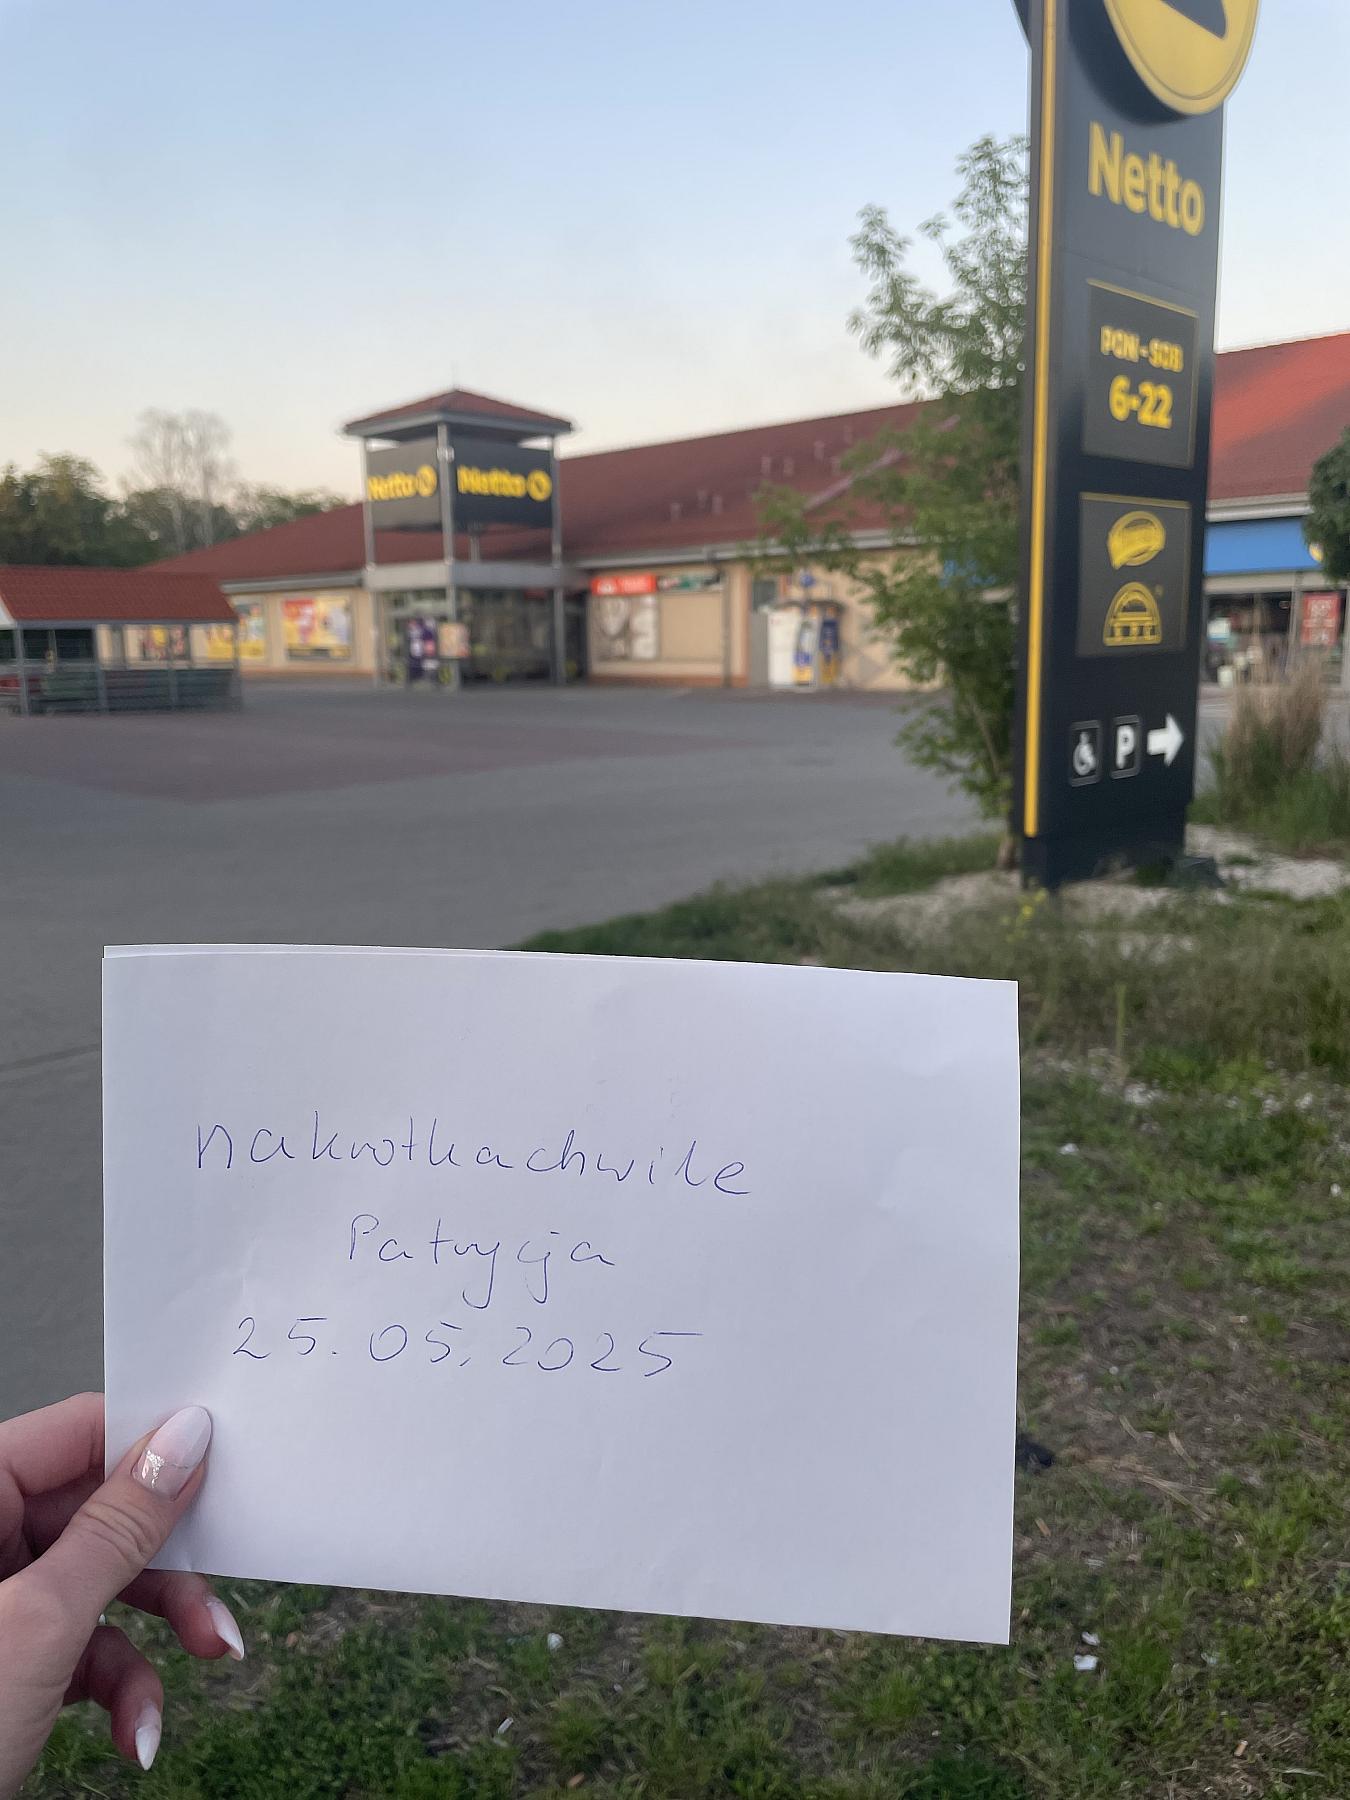 Netto
PON - SOB
6-22
P
Netto
Netto
nakrotkachwile
Patrycja
25.05.2025